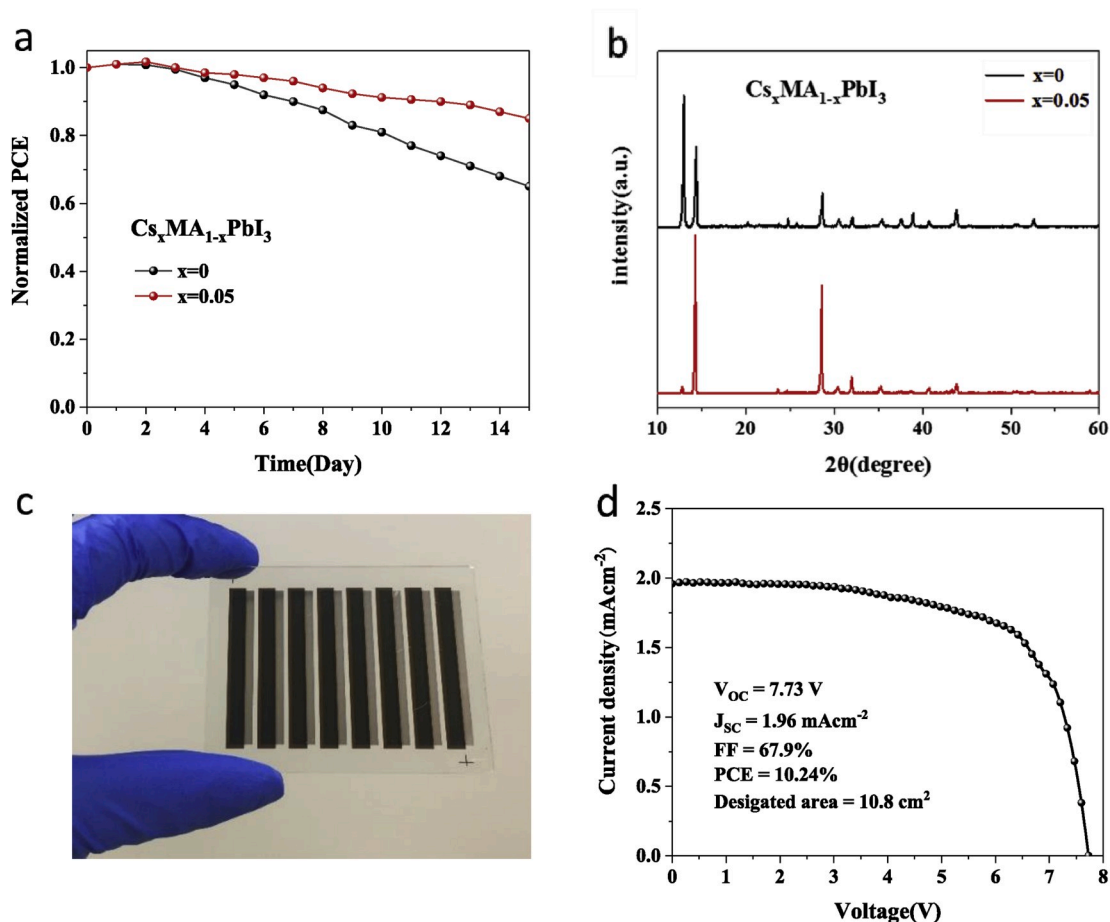 a
1.0
0.8
0.6
0.4
0.2
0.0
Normalized PCE
CsₓMA₁₋ₓPbI₃
x=0
x=0.05
0 2 4 6 8 10 12 14
Time(Day)
b
x=0
x=0.05
CsₓMA₁₋ₓPbI₃
intensity(a.u.)
10 20 30 40 50 60
2θ(degree)
c
+
d
2.5
2.0
1.5
1.0
0.5
0.0
Current density (mAcm⁻²)
V_OC = 7.73 V
J_SC = 1.96 mAcm⁻²
FF = 67.9%
PCE = 10.24%
Desigated area = 10.8 cm²
0 1 2 3 4 5 6 7 8
Voltage(V)